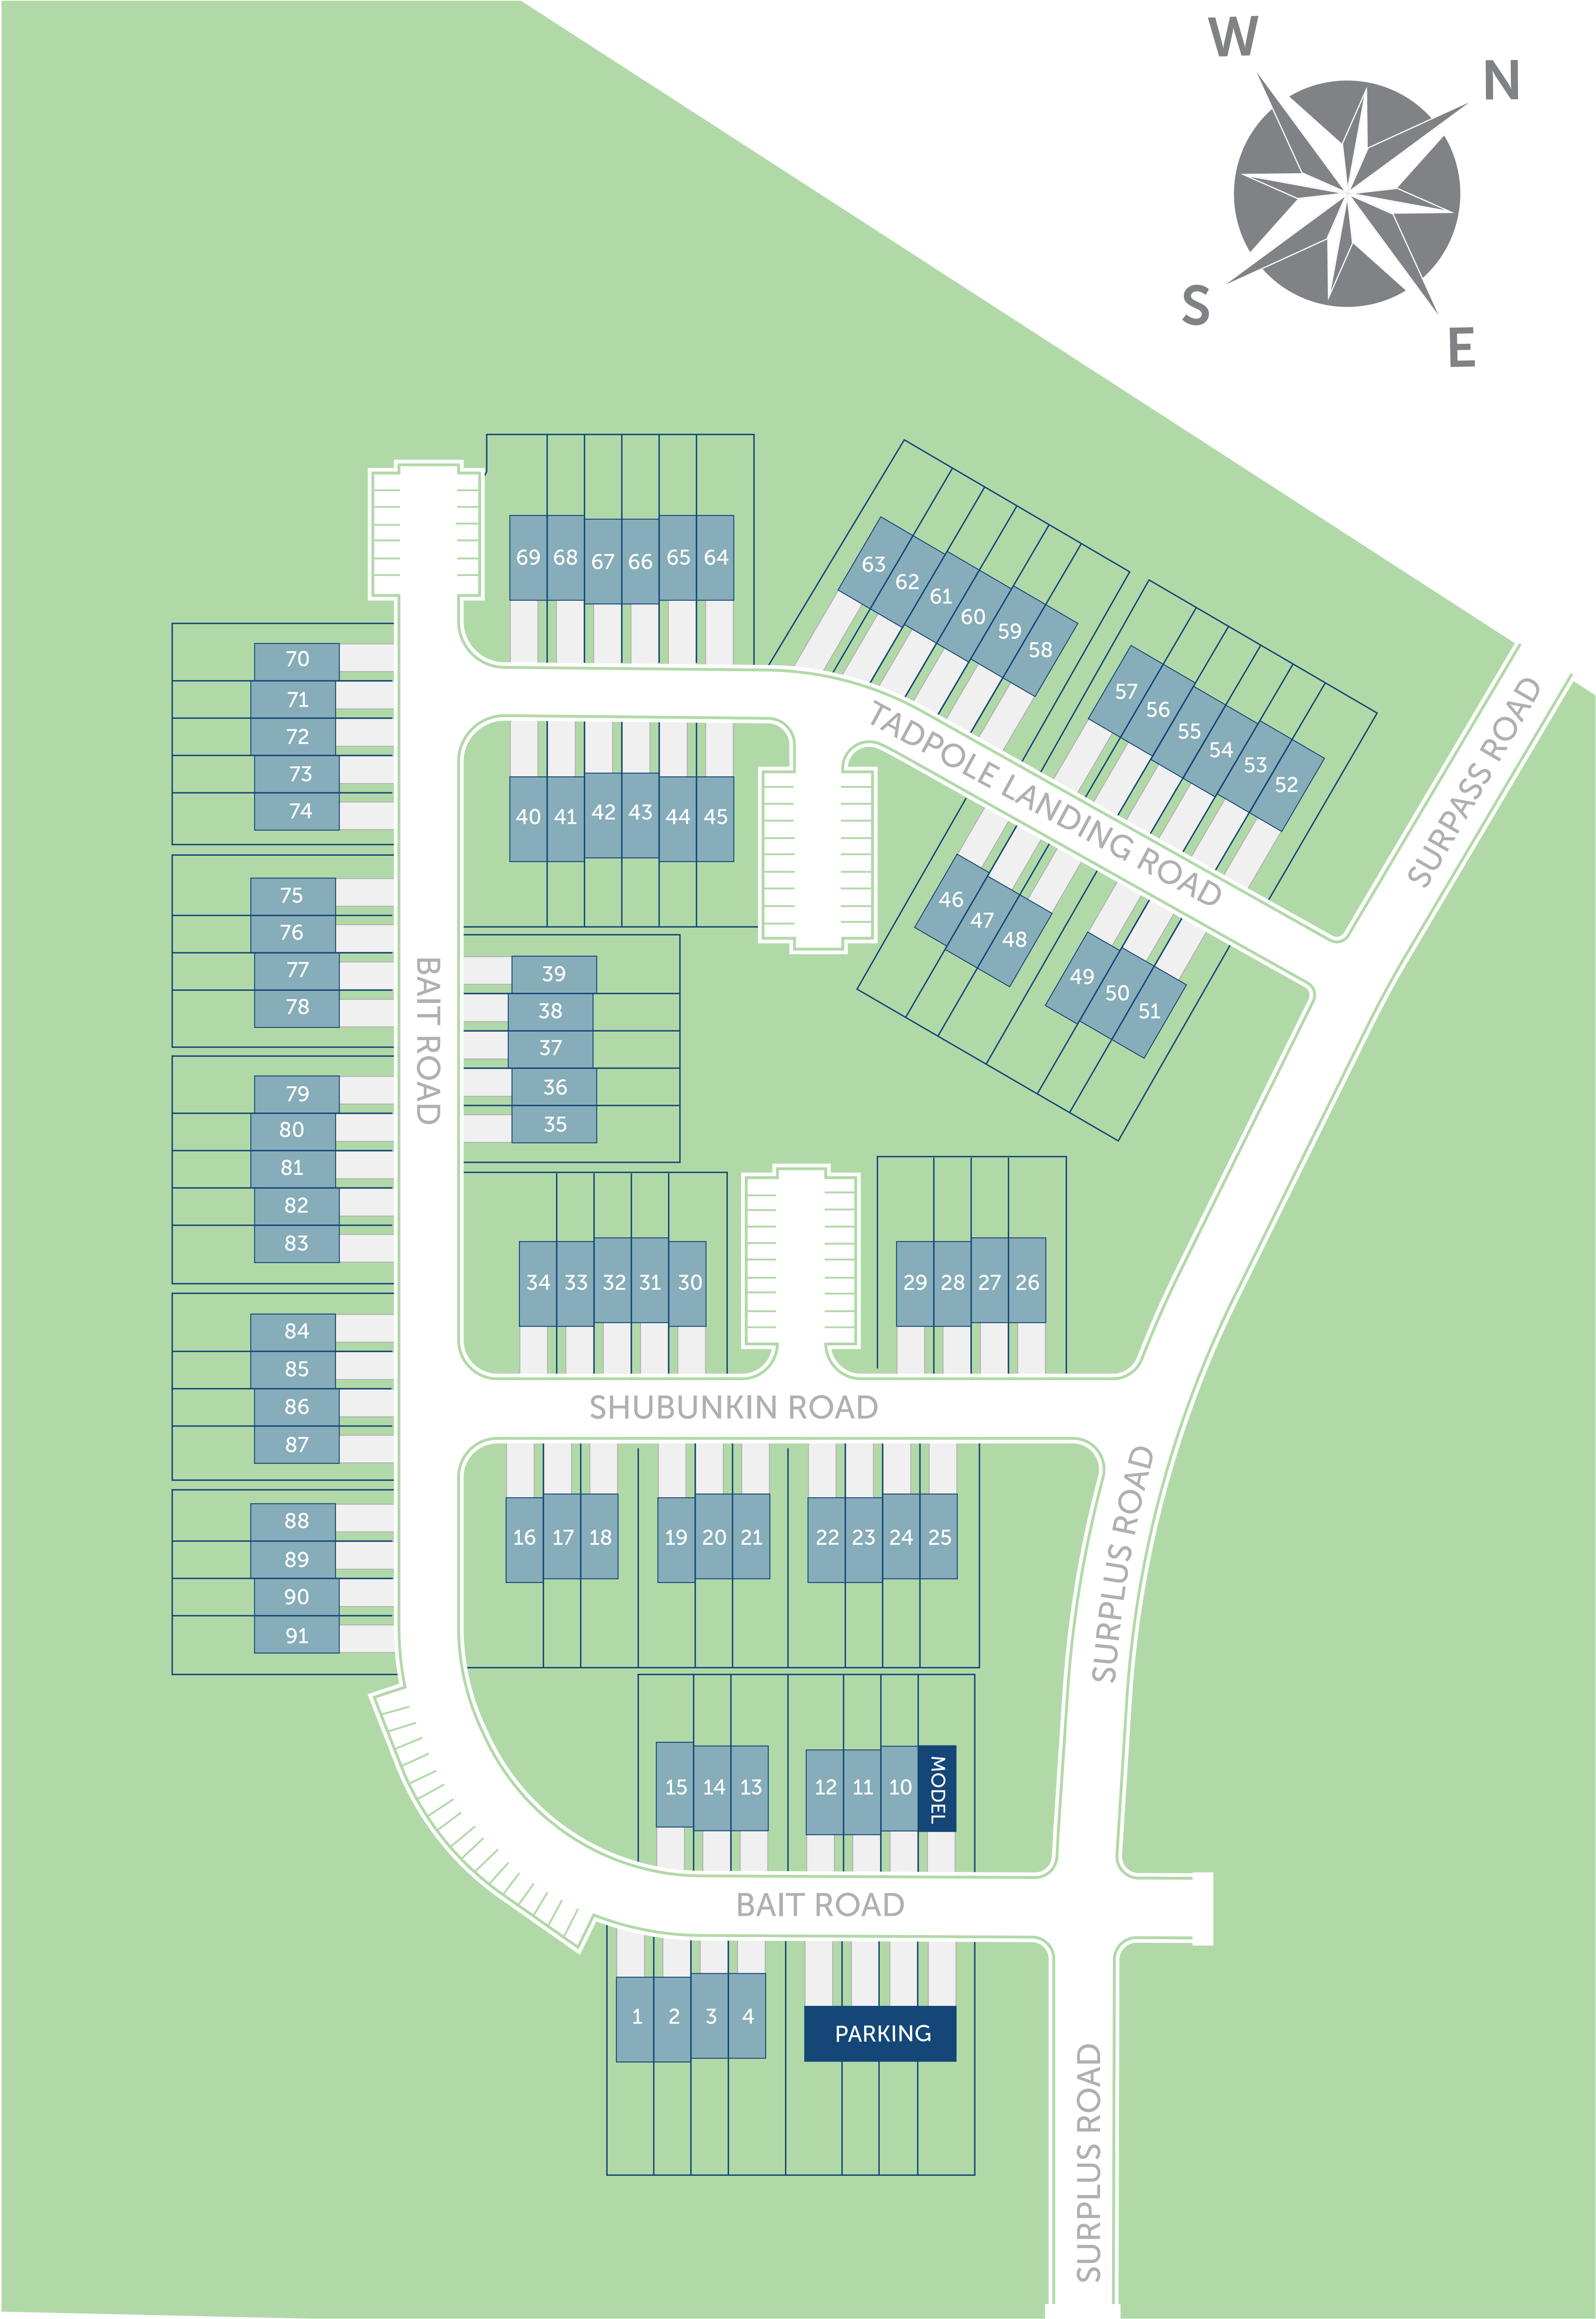 W
N
S
E
69 68 67 66 65 64
63 62 61 60 59 58
57 56 55 54 53 52
SURPASS ROAD
TADPOLE LANDING ROAD
70
71
72
73
74
40 41 42 43 44 45
46 47 48
49 50 51
75
76
77
78
BAIT ROAD
39
38
37
36
35
79
80
81
82
83
34 33 32 31 30
29 28 27 26
84
85
86
87
SHUBUNKIN ROAD
16 17 18
19 20 21
22 23 24 25
SURPLUS ROAD
88
89
90
91
15 14 13
12 11 10
MODEL
BAIT ROAD
1 2 3 4
PARKING
SURPLUS ROAD